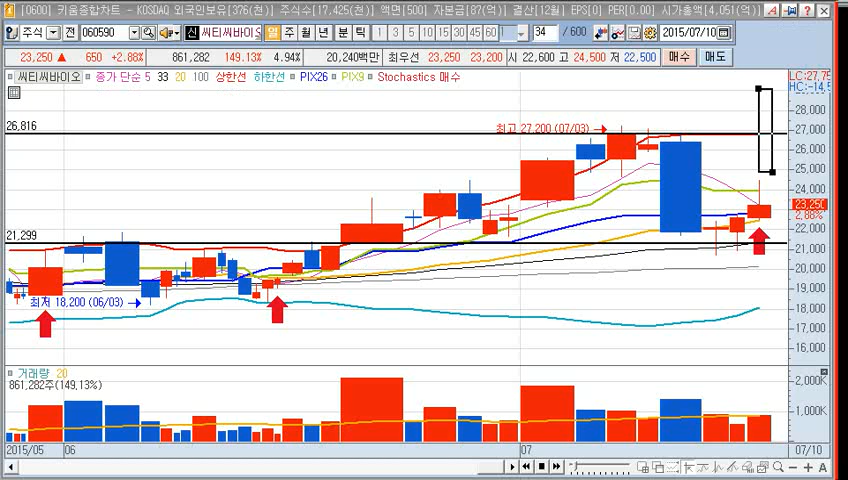 [0600] 키움종합차트 - KOSDAQ 외국인보유[376(천)] 주식수[17,425(천)] 액면[500] 자본금[87(억)] 결산[12월] EPS[0] PER[0.00] 시가총액[4,051(억)]
주식 전 060590 신 씨티씨바이오 일 주 월 년 분 틱 1 3 5 10 15 30 45 60 1 34 / 600 2015/07/10
23,250 ▲ 650 +2.88% 861,282 149.13% 4.94% 20,240백만 최우선 23,250 23,200 시 22,600 고 24,500 저 22,500 매수 매도
씨티씨바이오 종가 단순 5 33 20 100 상한선 하한선 PIX26 PIX9 Stochastics 매수
LC:27,75
HC:-14,5
28,000
26,816
최고 27,200 (07/03) →
27,000
26,000
25,000
24,000
23,250
2.88%
22,000
21,299
21,000
20,000
19,000
최저 18,200 (06/03) →
18,000
17,000
16,000
거래량 20
861,282주(149,13%)
2,000K
1,000K
2015/05 06 07 07/10